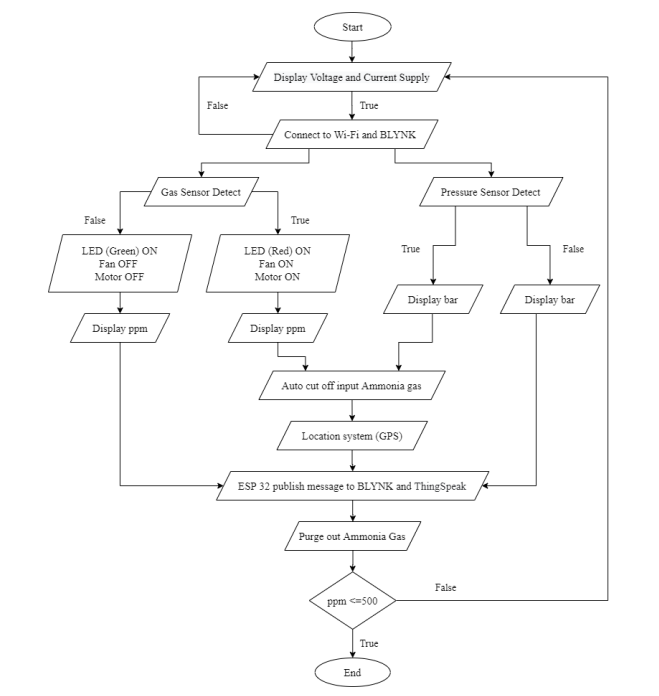 Start
Display Voltage and Current Supply
False
True
Connect to Wi-Fi and BLYNK
Gas Sensor Detect
Pressure Sensor Detect
False
True
True
False
LED (Green) ON
Fan OFF
Motor OFF
LED (Red) ON
Fan ON
Motor ON
Display bar
Display bar
Display ppm
Display ppm
Auto cut off input Ammonia gas
Location system (GPS)
ESP 32 publish message to BLYNK and ThingSpeak
Purge out Ammonia Gas
ppm <=500
False
True
End